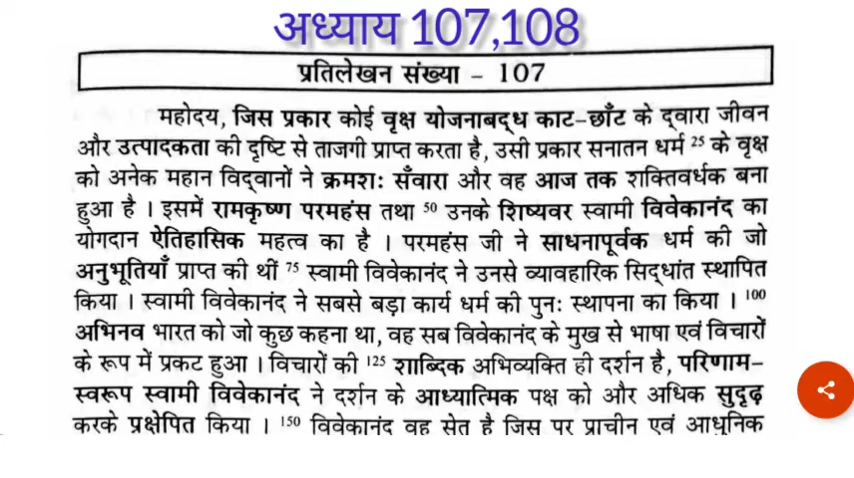 अध्याय 107,108
प्रतिलेखन संख्या - 107
महोदय, जिस प्रकार कोई वृक्ष योजनाबद्ध काट-छाँट के द्वारा जीवन
और उत्पादकता की दृष्टि से ताजगी प्राप्त करता है, उसी प्रकार सनातन धर्म 25 के वृक्ष
को अनेक महान विद्वानों ने क्रमशः सँवारा और वह आज तक शक्तिवर्धक बना
हुआ है । इसमें रामकृष्ण परमहंस तथा 50 उनके शिष्यवर स्वामी विवेकानंद का
योगदान ऐतिहासिक महत्व का है । परमहंस जी ने साधनापूर्वक धर्म की जो
अनुभूतियाँ प्राप्त की थीं 75 स्वामी विवेकानंद ने उनसे व्यावहारिक सिद्धांत स्थापित
किया । स्वामी विवेकानंद ने सबसे बड़ा कार्य धर्म की पुनः स्थापना का किया । 100
अभिनव भारत को जो कुछ कहना था, वह सब विवेकानंद के मुख से भाषा एवं विचारों
के रूप में प्रकट हुआ । विचारों की 125 शाब्दिक अभिव्यक्ति ही दर्शन है, परिणाम-
स्वरूप स्वामी विवेकानंद ने दर्शन के आध्यात्मिक पक्ष को और अधिक सुदृढ़
करके प्रक्षेपित किया । 150 विवेकानंद वह सेतु है जिस पर प्राचीन एवं आधुनिक